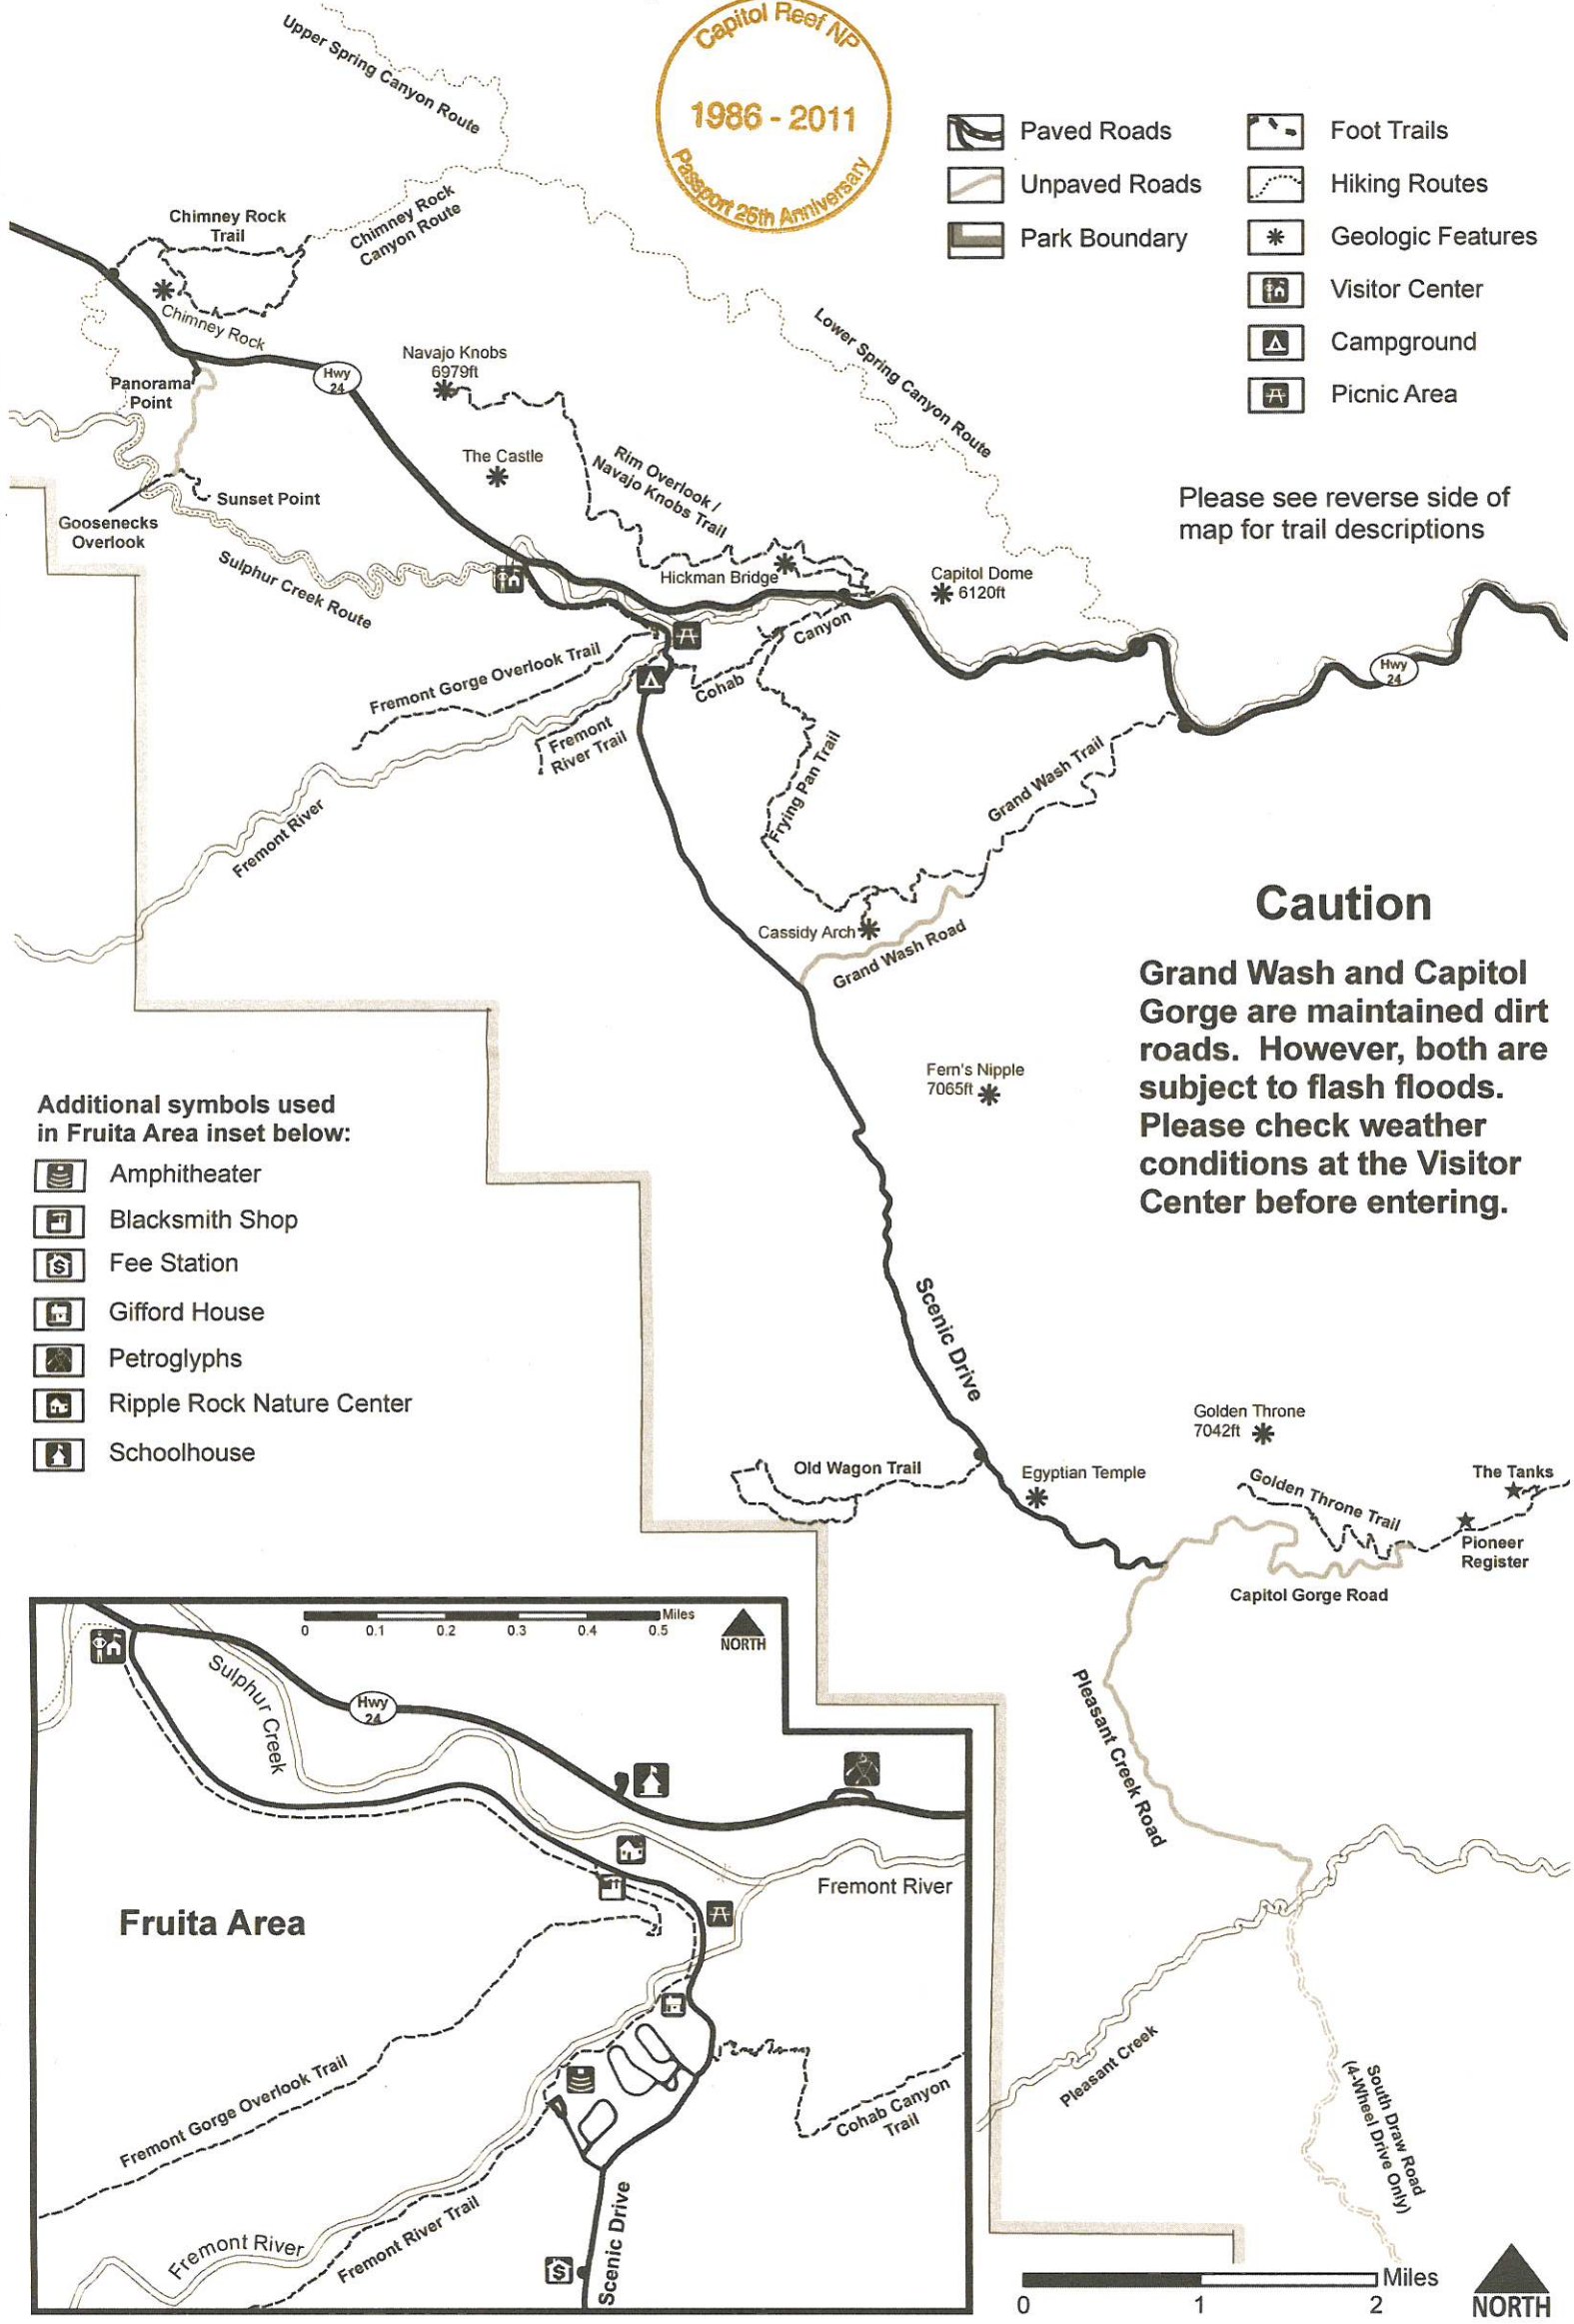 Capitol Reef NP
1986 - 2011
Passport 25th Anniversary
Upper Spring Canyon Route
Paved Roads
Unpaved Roads
Park Boundary
Foot Trails
Hiking Routes
Geologic Features
Visitor Center
Campground
Picnic Area
Please see reverse side of
map for trail descriptions
Chimney Rock
Trail
Chimney Rock
Canyon Route
Chimney Rock
Hwy
24
Panorama
Point
Navajo Knobs
6979ft
The Castle
Rim Overlook /
Navajo Knobs Trail
Lower Spring Canyon Route
Sunset Point
Goosenecks
Overlook
Sulphur Creek Route
Hickman Bridge
Capitol Dome
6120ft
Canyon
Cohab
Hwy
24
Fremont Gorge Overlook Trail
Fremont
River Trail
Fremont River
Frying Pan Trail
Grand Wash Trail
Cassidy Arch
Grand Wash Road
Caution
Grand Wash and Capitol
Gorge are maintained dirt
roads. However, both are
subject to flash floods.
Please check weather
conditions at the Visitor
Center before entering.
Fern's Nipple
7065ft
Additional symbols used
in Fruita Area inset below:
Amphitheater
Blacksmith Shop
Fee Station
Gifford House
Petroglyphs
Ripple Rock Nature Center
Schoolhouse
Scenic Drive
Golden Throne
7042ft
Old Wagon Trail
Egyptian Temple
Golden Throne Trail
The Tanks
Pioneer
Register
Capitol Gorge Road
Pleasant Creek Road
Pleasant Creek
South Draw Road
(4-Wheel Drive Only)
0 0.1 0.2 0.3 0.4 0.5 Miles
NORTH
Sulphur Creek
Hwy
24
Fremont River
Fruita Area
Fremont Gorge Overlook Trail
Cohab Canyon
Trail
Fremont River
Fremont River Trail
Scenic Drive
Miles
0 1 2
NORTH